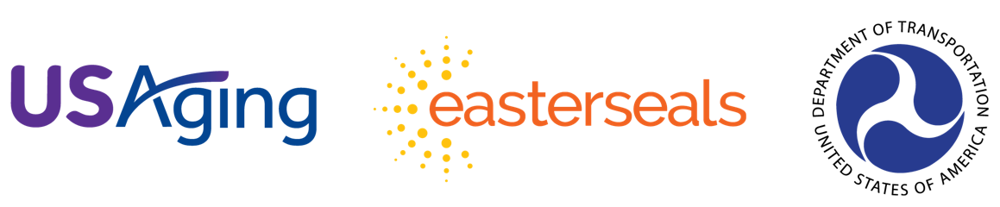 USAging
easterseals
DEPARTMENT OF TRANSPORTATION
UNITED STATES OF AMERICA